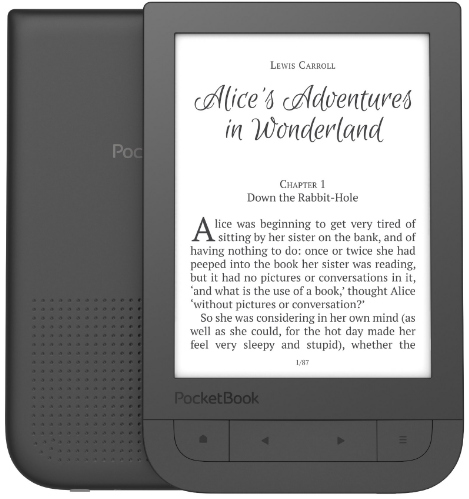 Poc
Lewis Carroll
Alice's Adventures
in Wonderland
Chapter 1
Down the Rabbit-Hole
Alice was beginning to get very tired of
sitting by her sister on the bank, and of
having nothing to do: once or twice she had
peeped into the book her sister was reading,
but it had no pictures or conversations in it,
‘and what is the use of a book,’ thought Alice
‘without pictures or conversation?’
So she was considering in her own mind (as
well as she could, for the hot day made her
feel very sleepy and stupid), whether the
1/87
PocketBook